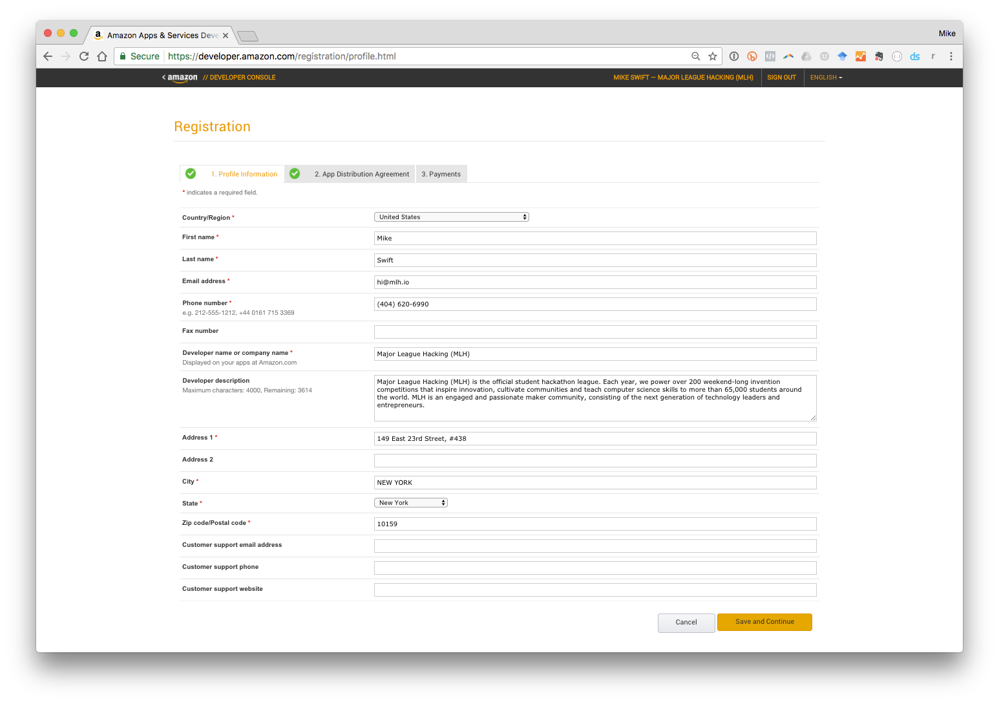 Amazon Apps & Services Deve
Mike
Secure https://developer.amazon.com/registration/profile.html
amazon // DEVELOPER CONSOLE
MIKE SWIFT — MAJOR LEAGUE HACKING (MLH) SIGN OUT ENGLISH
Registration
1. Profile Information 2. App Distribution Agreement 3. Payments
* indicates a required field.
Country/Region * United States
First name * Mike
Last name * Swift
Email address * hi@mlh.io
Phone number * (404) 620-6990
e.g. 212-555-1212, +44 0161 715 3369
Fax number
Developer name or company name * Major League Hacking (MLH)
Displayed on your apps at Amazon.com
Developer description
Maximum characters: 4000, Remaining: 3614
Major League Hacking (MLH) is the official student hackathon league. Each year, we power over 200 weekend-long invention
competitions that inspire innovation, cultivate communities and teach computer science skills to more than 65,000 students around
the world. MLH is an engaged and passionate maker community, consisting of the next generation of technology leaders and
entrepreneurs.
Address 1 * 149 East 23rd Street, #438
Address 2
City * NEW YORK
State * New York
Zip code/Postal code * 10159
Customer support email address
Customer support phone
Customer support website
Cancel Save and Continue